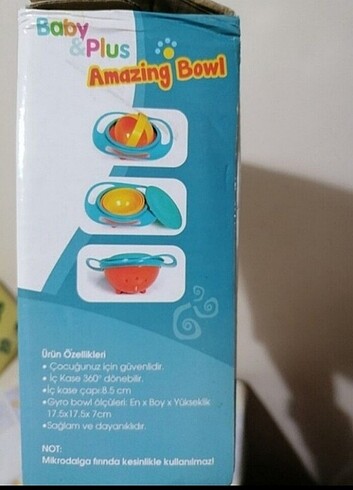 Baby
&Plus
Amazing Bowl
Ürün Özellikleri
• Çocuğunuz için güvenlidir.
• İç Kase 360° dönebilir.
•İç kase çapı:8.5 cm
•Gyro bowl ölçüleri: En x Boy x Yükseklik
17.5x17.5x 7cm
•Sağlam ve dayanıklıdır.
NOT:
Mikrodalga fırında kesinlikle kullanılmaz!